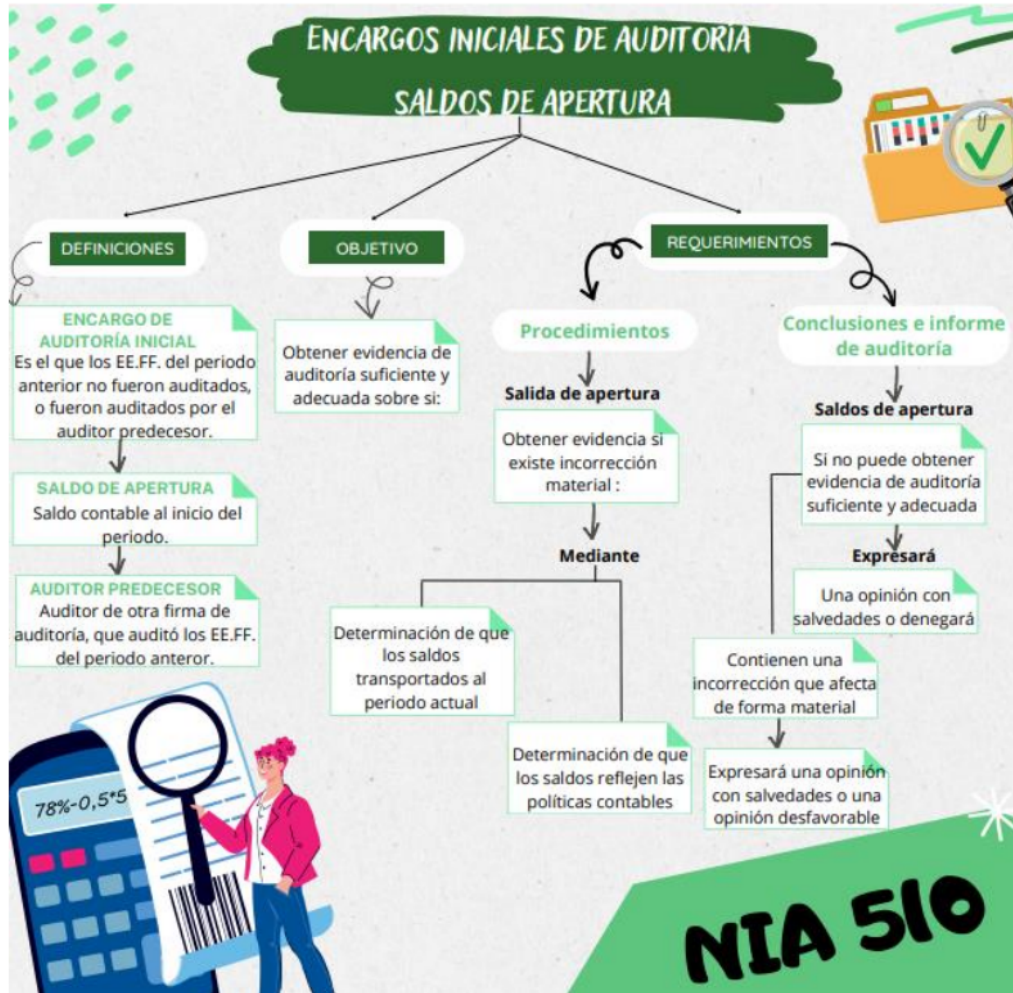 ENCARGOS INICIALES DE AUDITORÍA
SALDOS DE APERTURA
DEFINICIONES
ENCARGO DE
AUDITORÍA INICIAL
Es el que los EE.FF. del periodo
anterior no fueron auditados,
o fueron auditados por el
auditor predecesor.
SALDO DE APERTURA
Saldo contable al inicio del
periodo.
AUDITOR PREDECESOR
Auditor de otra firma de
auditoría, que auditó los EE.FF.
del periodo anteror.
OBJETIVO
Obtener evidencia de
auditoría suficiente y
adecuada sobre si:
REQUERIMIENTOS
Procedimientos
Salida de apertura
Obtener evidencia si
existe incorrección
material :
Mediante
Determinación de que
los saldos
transportados al
periodo actual
Determinación de que
los saldos reflejen las
políticas contables
Conclusiones e informe
de auditoría
Saldos de apertura
Si no puede obtener
evidencia de auditoría
suficiente y adecuada
Expresará
Una opinión con
salvedades o denegará
Contienen una
incorrección que afecta
de forma material
Expresará una opinión
con salvedades o una
opinión desfavorable
78%-0,5*5
NIA 510